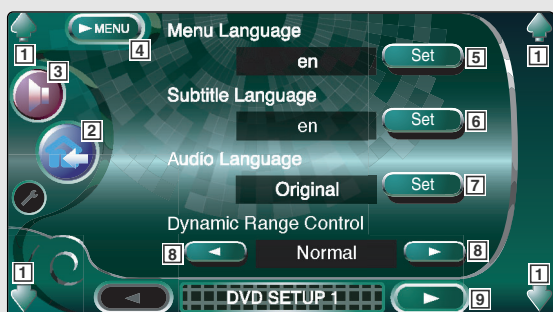 1 ► MENU 4 Menu Language 1
3 en Set 5
Subtitle Language
2 en Set 6
Audio Language
Original Set 7
Dynamic Range Control
8 ◄ Normal ► 8
1 ◄ DVD SETUP 1 ► 9 1